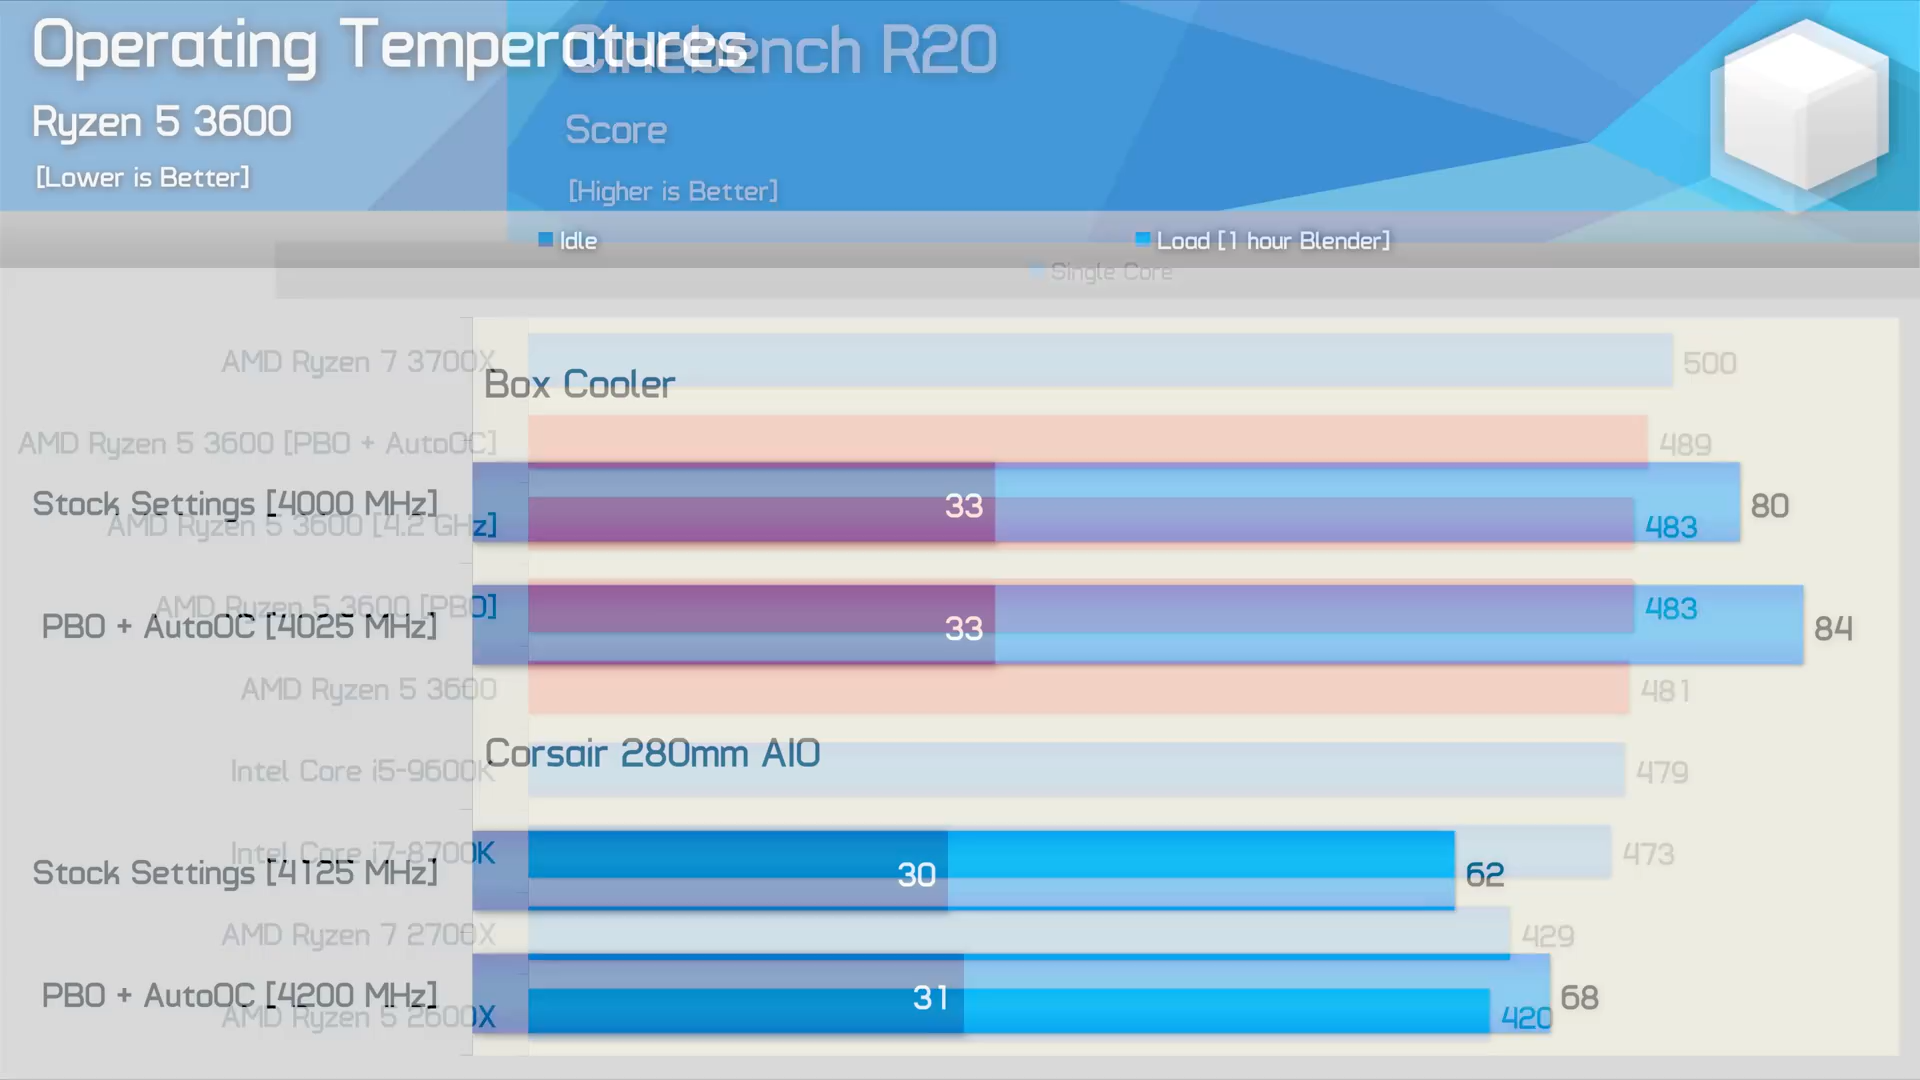 Operating Temperatures
Cinebench R20
Ryzen 5 3600
Score
[Lower is Better]
[Higher is Better]
Idle
Load [1 hour Blender]
Single Core
AMD Ryzen 7 3700X
500
Box Cooler
AMD Ryzen 5 3600 [PBO + AutoOC]
489
Stock Settings [4000 MHz]
33
80
AMD Ryzen 5 3600 [4.2 GHz]
483
AMD Ryzen 5 3600 [PBO]
483
PBO + AutoOC [4025 MHz]
33
84
AMD Ryzen 5 3600
481
Corsair 280mm AIO
Intel Core i5-9600K
479
Intel Core i7-8700K
473
Stock Settings [4125 MHz]
30
62
AMD Ryzen 7 2700X
429
PBO + AutoOC [4200 MHz]
31
68
AMD Ryzen 5 2600X
420